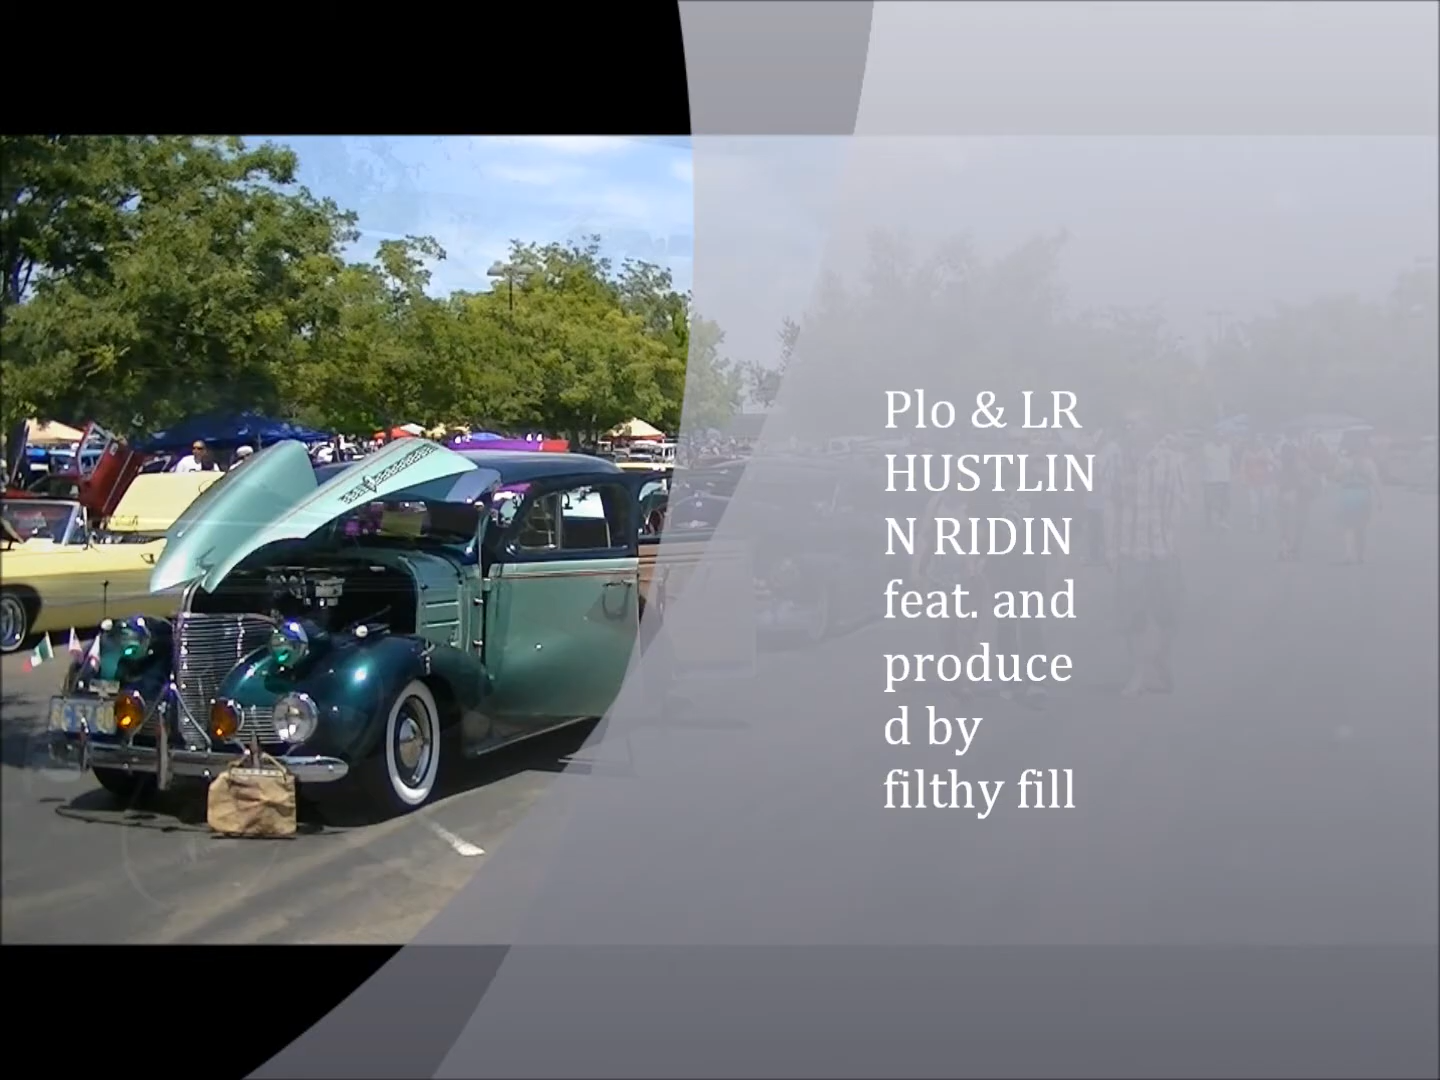 Plo & LR
HUSTLIN
N RIDIN
feat. and
produce
d by
filthy fill